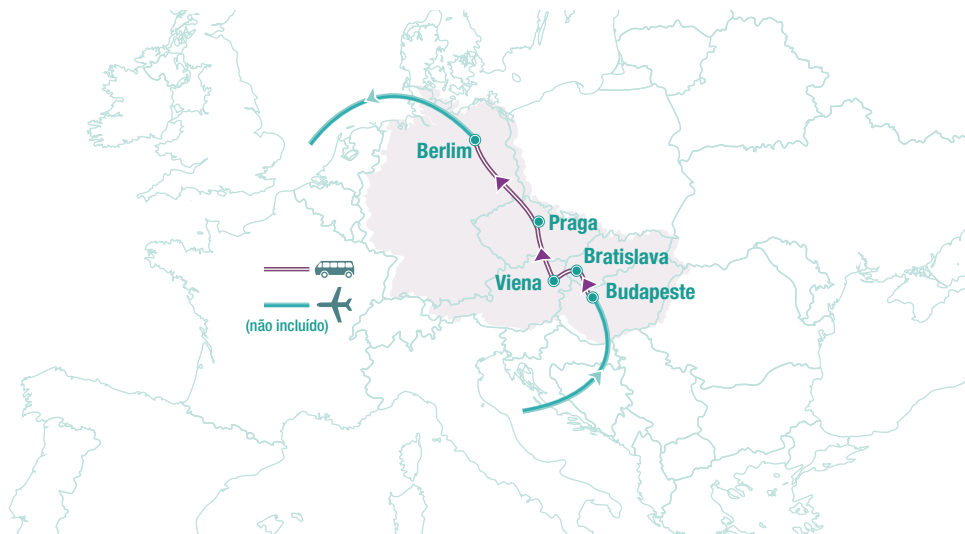 Berlim
Praga
Bratislava
Viena
Budapeste
(não incluído)